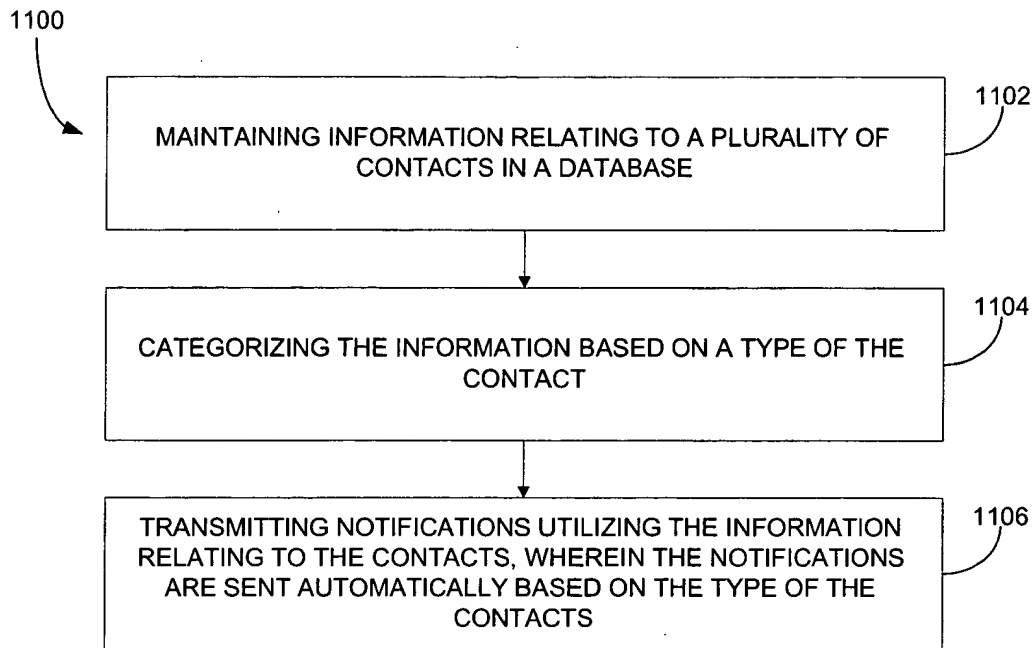 1100
1102
MAINTAINING INFORMATION RELATING TO A PLURALITY OF
CONTACTS IN A DATABASE
1104
CATEGORIZING THE INFORMATION BASED ON A TYPE OF THE
CONTACT
1106
TRANSMITTING NOTIFICATIONS UTILIZING THE INFORMATION
RELATING TO THE CONTACTS, WHEREIN THE NOTIFICATIONS
ARE SENT AUTOMATICALLY BASED ON THE TYPE OF THE
CONTACTS